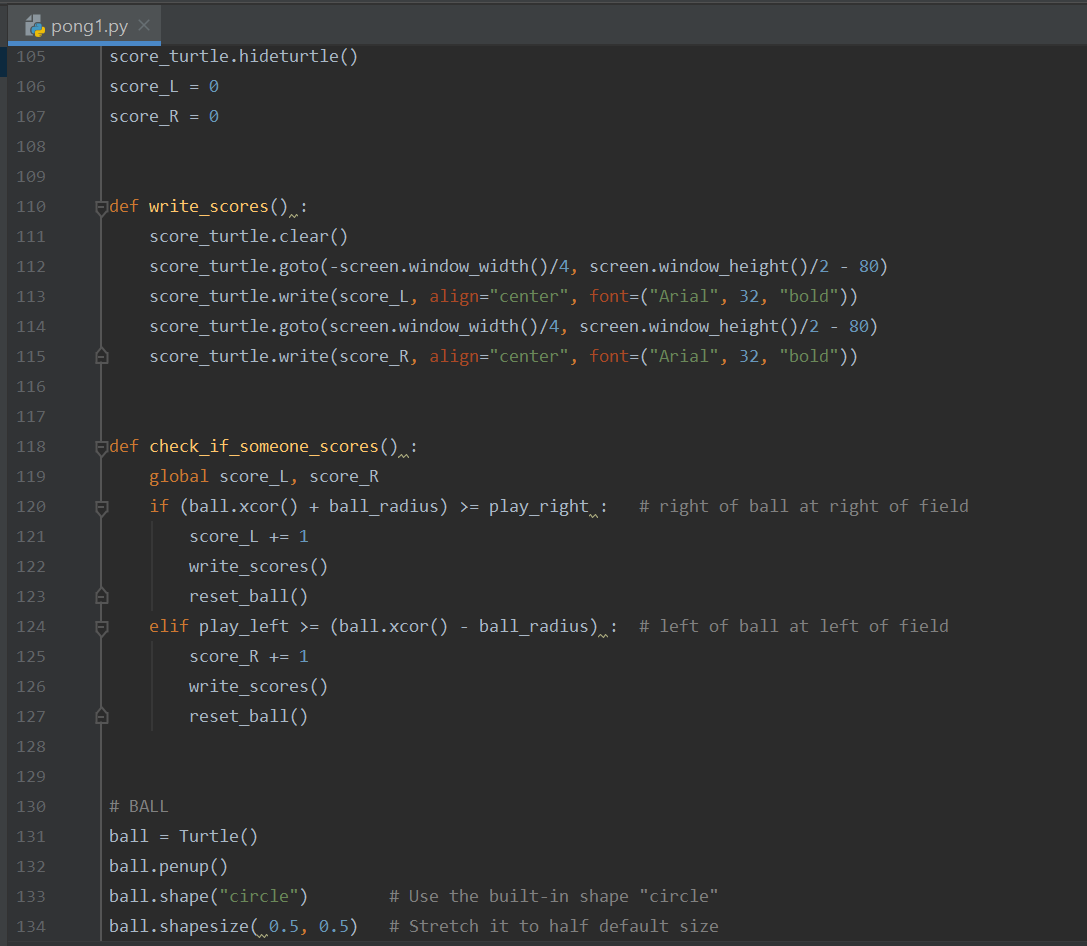 pong1.py
105 score_turtle.hideturtle()
106 score_L = 0
107 score_R = 0
108
109
110 def write_scores() :
111     score_turtle.clear()
112     score_turtle.goto(-screen.window_width()/4, screen.window_height()/2 - 80)
113     score_turtle.write(score_L, align="center", font=("Arial", 32, "bold"))
114     score_turtle.goto(screen.window_width()/4, screen.window_height()/2 - 80)
115     score_turtle.write(score_R, align="center", font=("Arial", 32, "bold"))
116
117
118 def check_if_someone_scores() :
119     global score_L, score_R
120     if (ball.xcor() + ball_radius) >= play_right :   # right of ball at right of field
121         score_L += 1
122         write_scores()
123         reset_ball()
124     elif play_left >= (ball.xcor() - ball_radius) :  # left of ball at left of field
125         score_R += 1
126         write_scores()
127         reset_ball()
128
129
130 # BALL
131 ball = Turtle()
132 ball.penup()
133 ball.shape("circle")        # Use the built-in shape "circle"
134 ball.shapesize( 0.5, 0.5)   # Stretch it to half default size